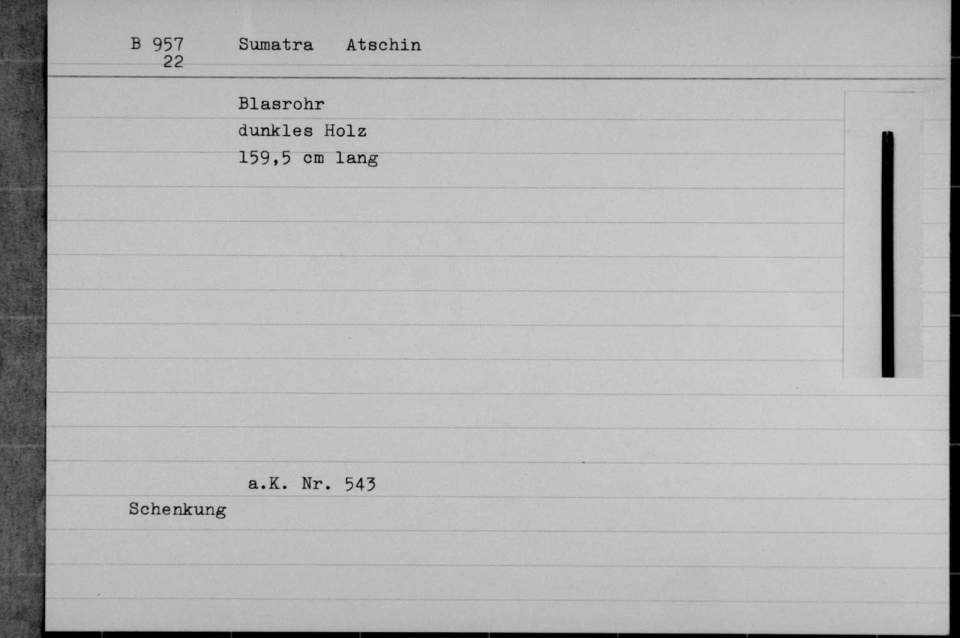 B 957 Sumatra Atschin
22
Blasrohr
dunkles Holz
159,5 cm lang
a.K. Nr. 543
Schenkung